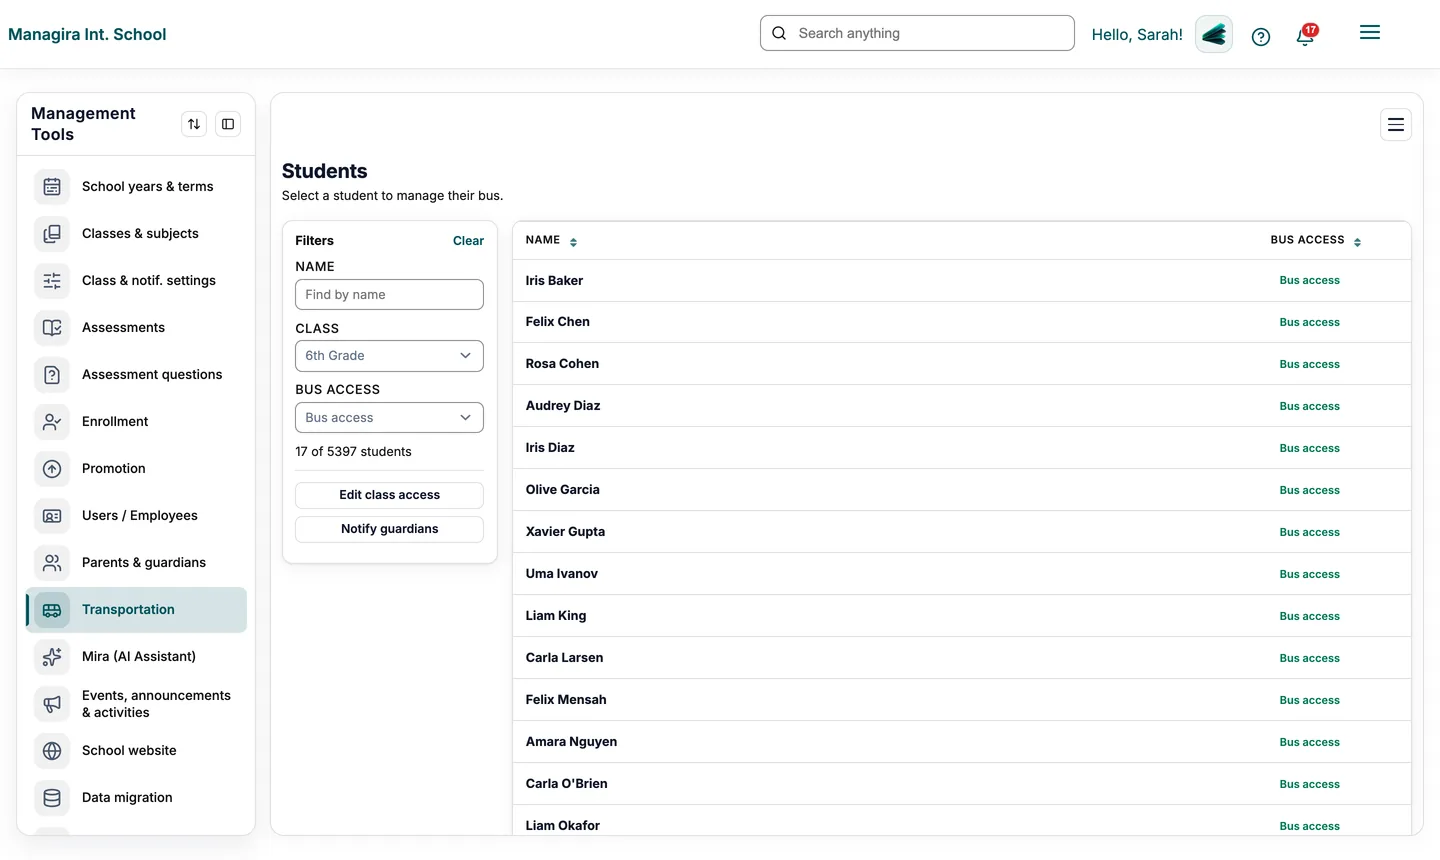 Managira Int. School
Search anything
Hello, Sarah!
17
Management
Tools
School years & terms
Classes & subjects
Class & notif. settings
Assessments
Assessment questions
Enrollment
Promotion
Users / Employees
Parents & guardians
Transportation
Mira (AI Assistant)
Events, announcements
& activities
School website
Data migration
Students
Select a student to manage their bus.
Filters Clear
NAME
Find by name
CLASS
6th Grade
BUS ACCESS
Bus access
17 of 5397 students
Edit class access
Notify guardians
NAME BUS ACCESS
Iris Baker Bus access
Felix Chen Bus access
Rosa Cohen Bus access
Audrey Diaz Bus access
Iris Diaz Bus access
Olive Garcia Bus access
Xavier Gupta Bus access
Uma Ivanov Bus access
Liam King Bus access
Carla Larsen Bus access
Felix Mensah Bus access
Amara Nguyen Bus access
Carla O'Brien Bus access
Liam Okafor Bus access